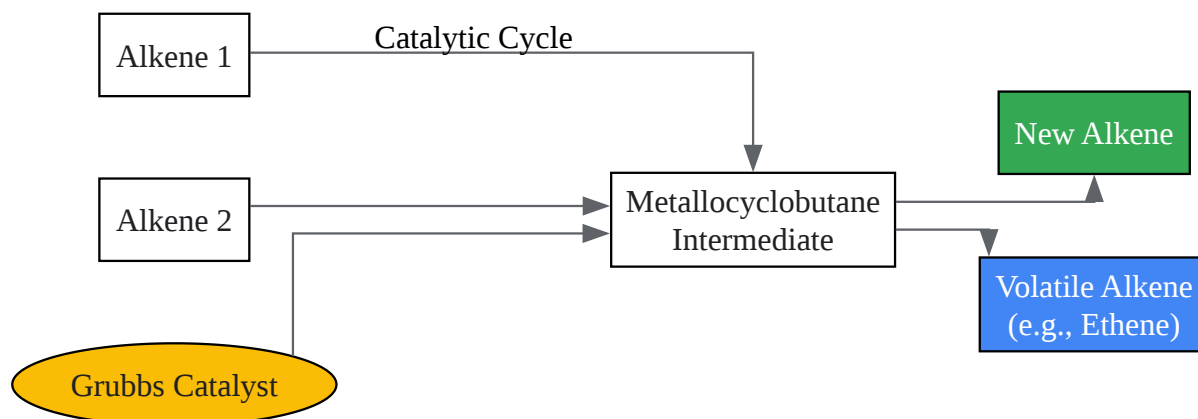 Alkene 1
Catalytic Cycle
New Alkene
Alkene 2
Metallocyclobutane
Intermediate
Volatile Alkene
(e.g., Ethene)
Grubbs Catalyst